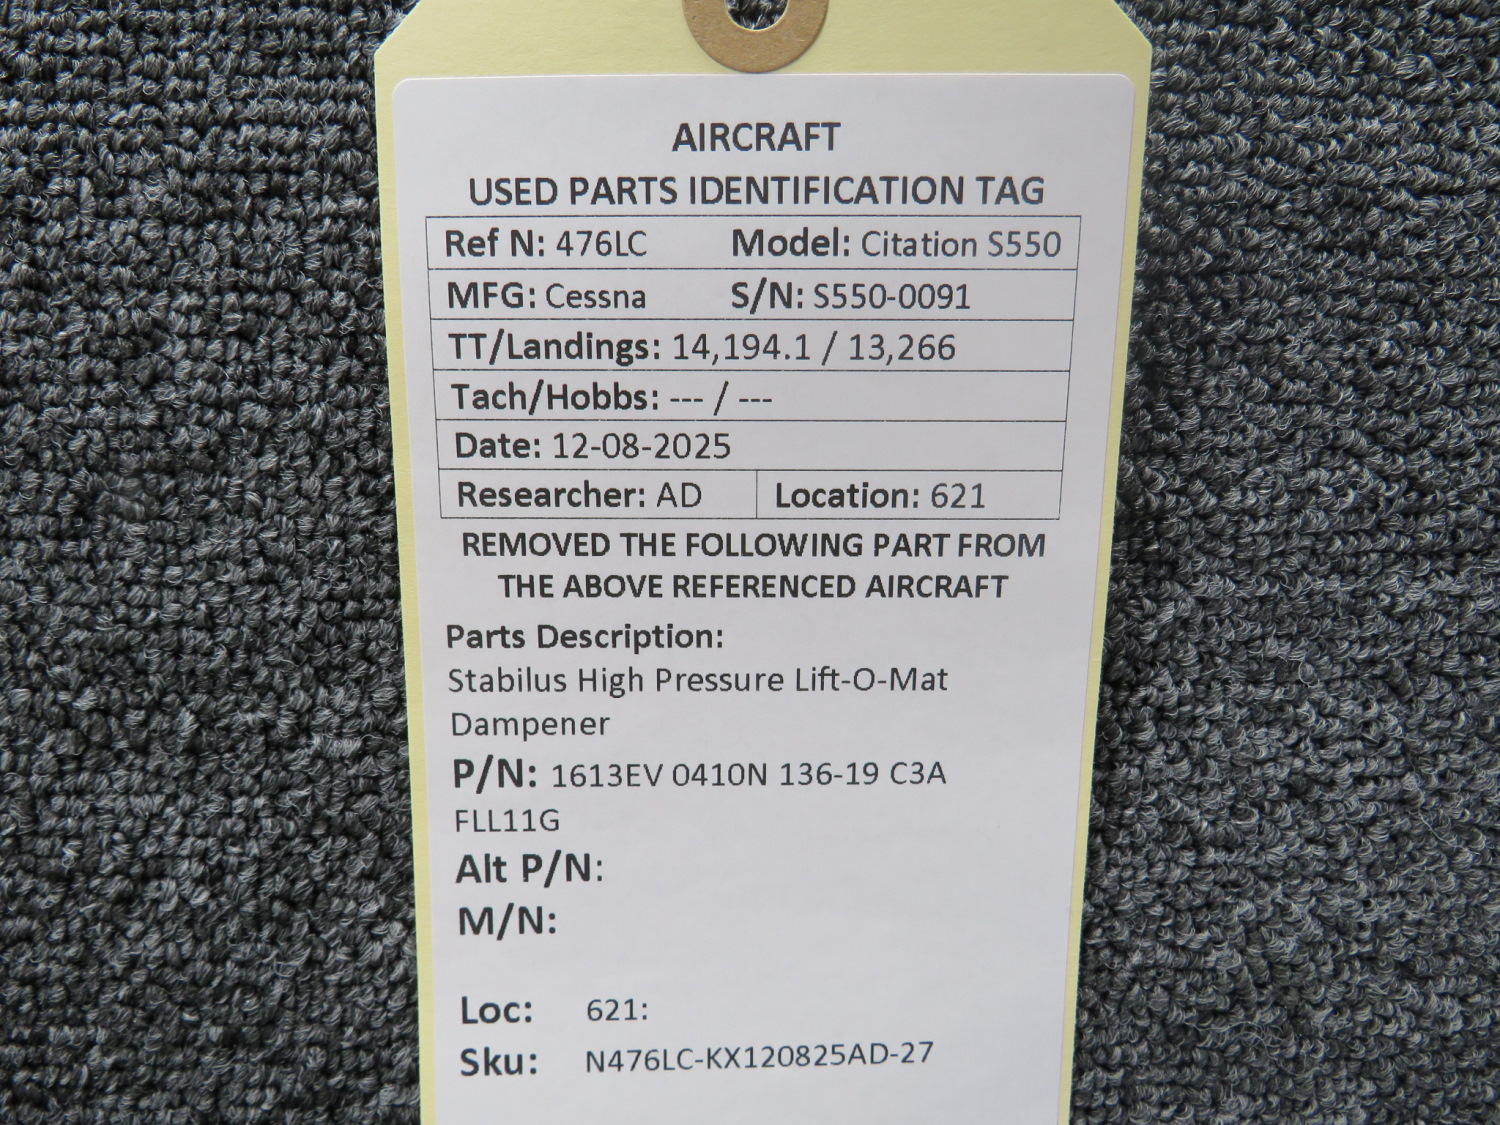 AIRCRAFT
USED PARTS IDENTIFICATION TAG
Ref N: 476LC Model: Citation S550
MFG: Cessna S/N: S550-0091
TT/Landings: 14,194.1 / 13,266
Tach/Hobbs: --- / ---
Date: 12-08-2025
Researcher: AD Location: 621
REMOVED THE FOLLOWING PART FROM
THE ABOVE REFERENCED AIRCRAFT
Parts Description:
Stabilus High Pressure Lift-O-Mat
Dampener
P/N: 1613EV 0410N 136-19 C3A
FLL11G
Alt P/N:
M/N:
Loc: 621:
Sku: N476LC-KX120825AD-27